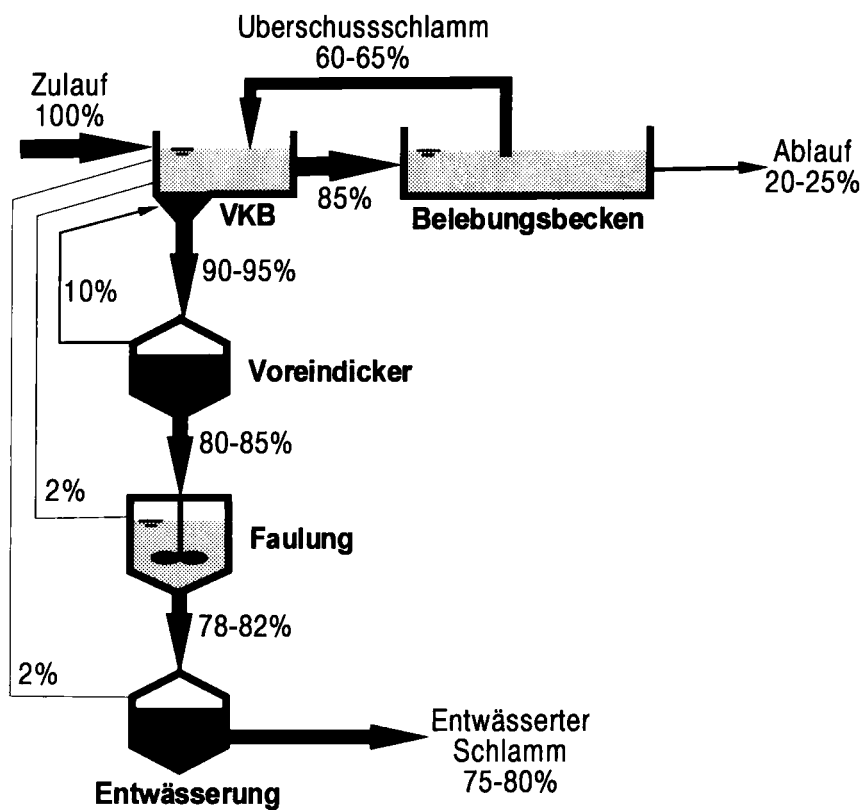 Uberschussschlamm
60-65%
Zulauf
100%
Ablauf
20-25%
85%
VKB
Belebungsbecken
90-95%
10%
Voreindicker
80-85%
2%
Faulung
78-82%
2%
Entwässerter
Schlamm
75-80%
Entwässerung